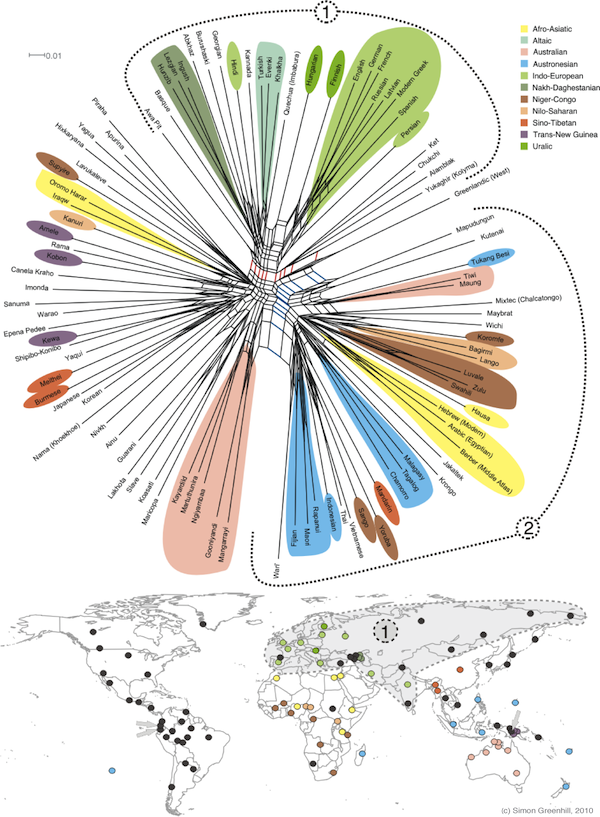 1
0.01
Afro-Asiatic
Altaic
Australian
Austronesian
Indo-European
Nakh-Daghestanian
Niger-Congo
Nilo-Saharan
Sino-Tibetan
Trans-New Guinea
Uralic
Awa Pit
Basque
Hunzib
Lezgian
Ingush
Abkhaz
Burushaski
Georgian
Hindi
Kannada
Turkish
Evenki
Khalkha
Quechua (Imbabura)
Hungarian
Finnish
English
German
French
Russian
Latvian
Modern Greek
Spanish
Persian
Ket
Chukchi
Alamblak
Yukaghir (Kolyma)
Greenlandic (West)
Mapudungun
Kutenai
Tukang Besi
Tiwi
Maung
Mixtec (Chalcatongo)
Maybrat
Wichi
Koromfe
Bagirmi
Lango
Luvale
Zulu
Swahili
Hausa
Hebrew (Modern)
Arabic (Egyptian)
Berber (Middle Atlas)
Jakaltek
Krongo
Malagasy
Tagalog
Chamorro
Mandarin
Yoruba
Sango
Vietnamese
Thai
Indonesian
Rapanui
Maori
Fijian
Wari'
2
Mangarrayi
Gooniyandi
Ngiyambaa
Martuthunira
Kayardild
Maricopa
Koasati
Slave
Lakhota
Guarani
Ainu
Nivkh
Nama (Khoekhoe)
Korean
Japanese
Burmese
Meithei
Yaqui
Shipibo-Konibo
Kewa
Epena Pedee
Warao
Sanuma
Imonda
Canela Kraho
Kobon
Rama
Amele
Kanuri
Iraqw
Oromo Harar
Supyire
Lavukaleve
Hixkaryana
Yagua
Apurina
Piraha
1
(c) Simon Greenhill, 2010